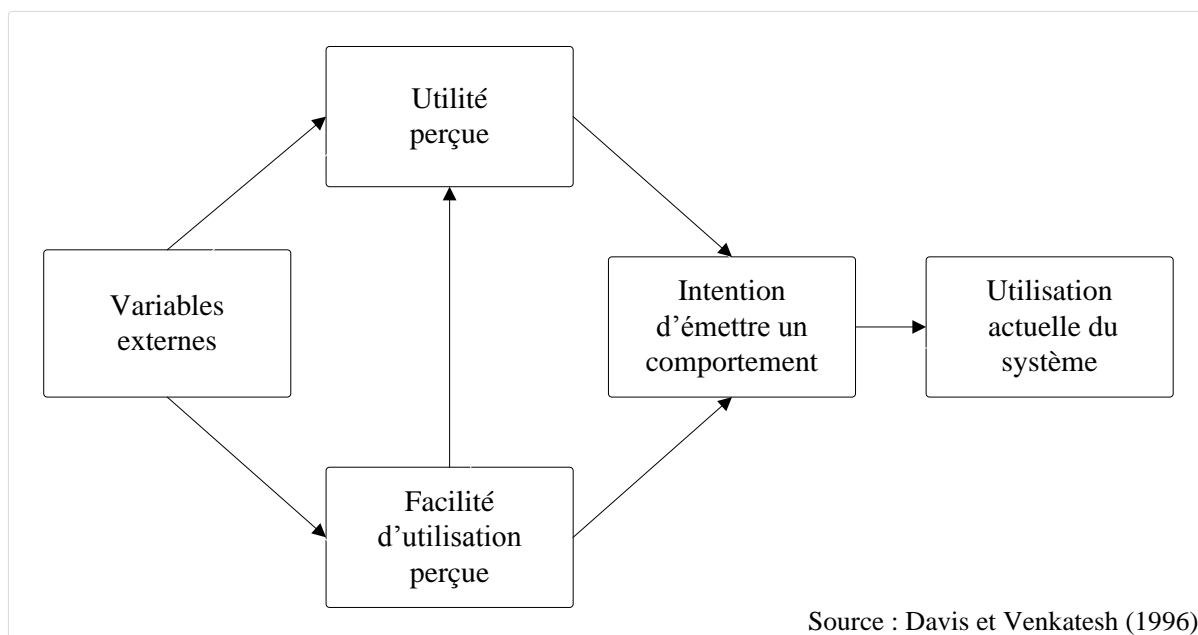 Utilité
perçue
Variables
externes
Intention
d’émettre un
comportement
Utilisation
actuelle du
système
Facilité
d’utilisation
perçue
Source : Davis et Venkatesh (1996)